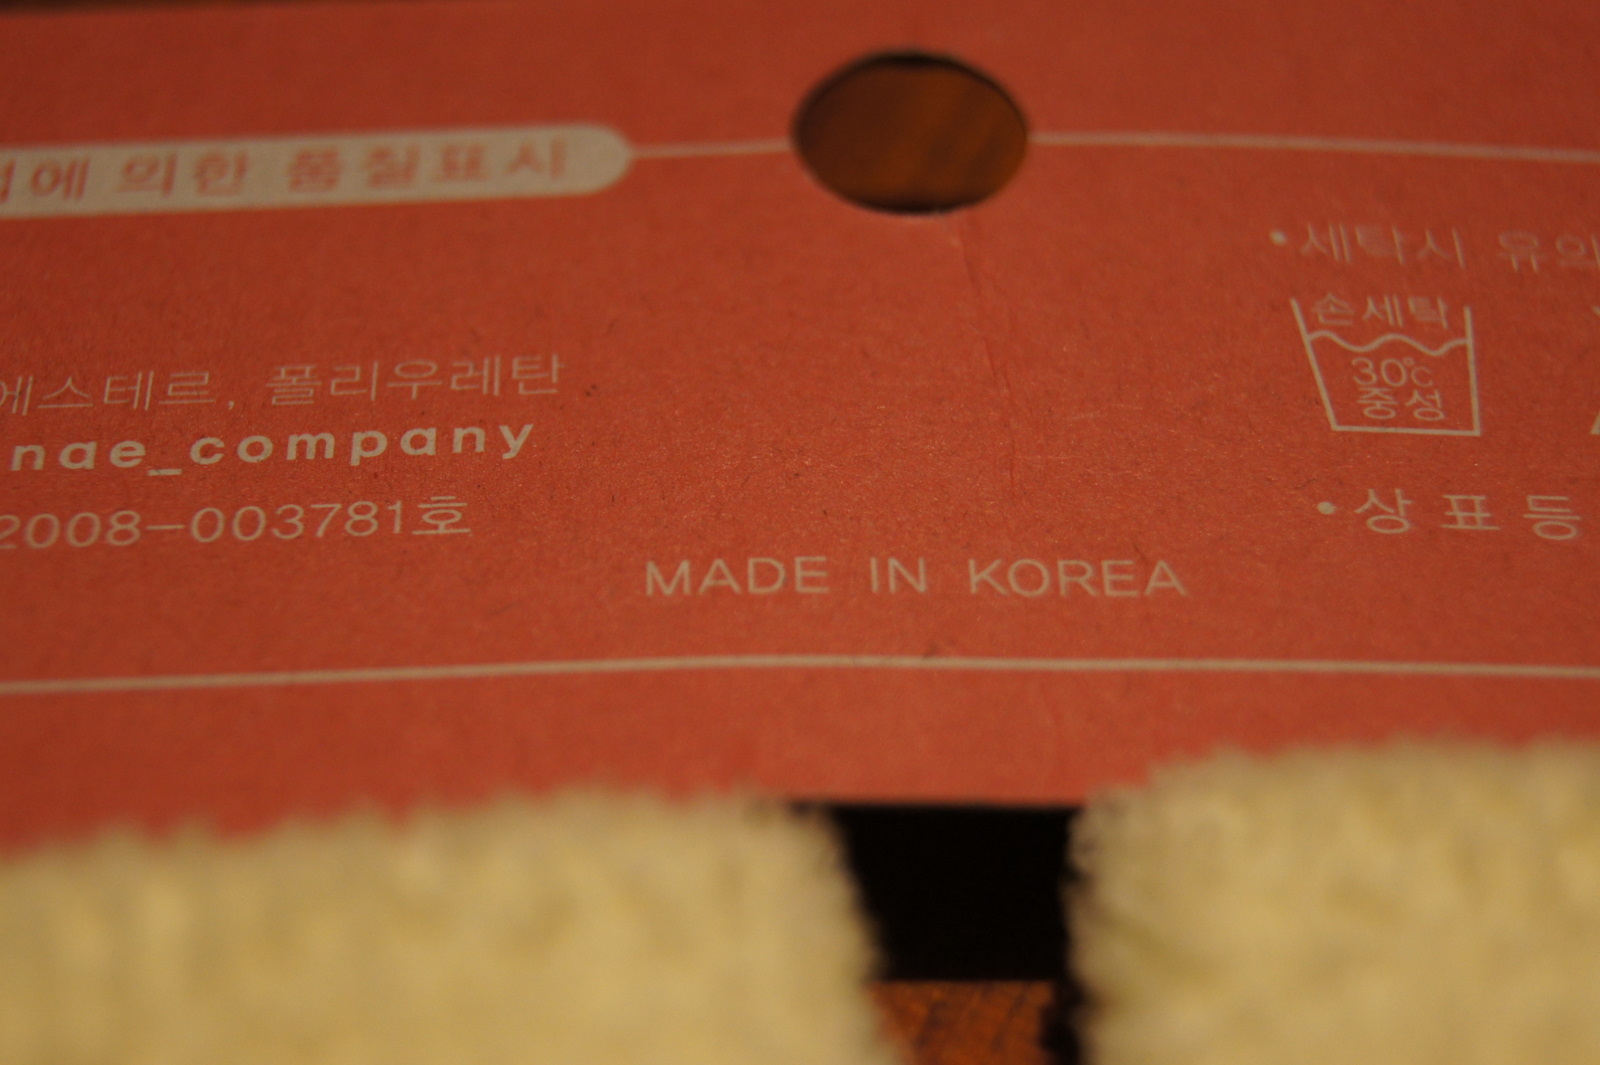 에 의한 품질표시
에스테르, 폴리우레탄
nae_company
2008-003781호
MADE IN KOREA
•세탁시 유의
손세탁
30℃
중성
•상표등